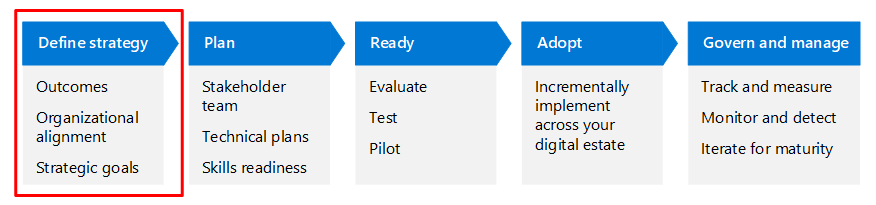 Define strategy
Outcomes
Organizational
alignment
Strategic goals
Plan
Stakeholder
team
Technical plans
Skills readiness
Ready
Evaluate
Test
Pilot
Adopt
Incrementally
implement
across your
digital estate
Govern and manage
Track and measure
Monitor and detect
Iterate for maturity